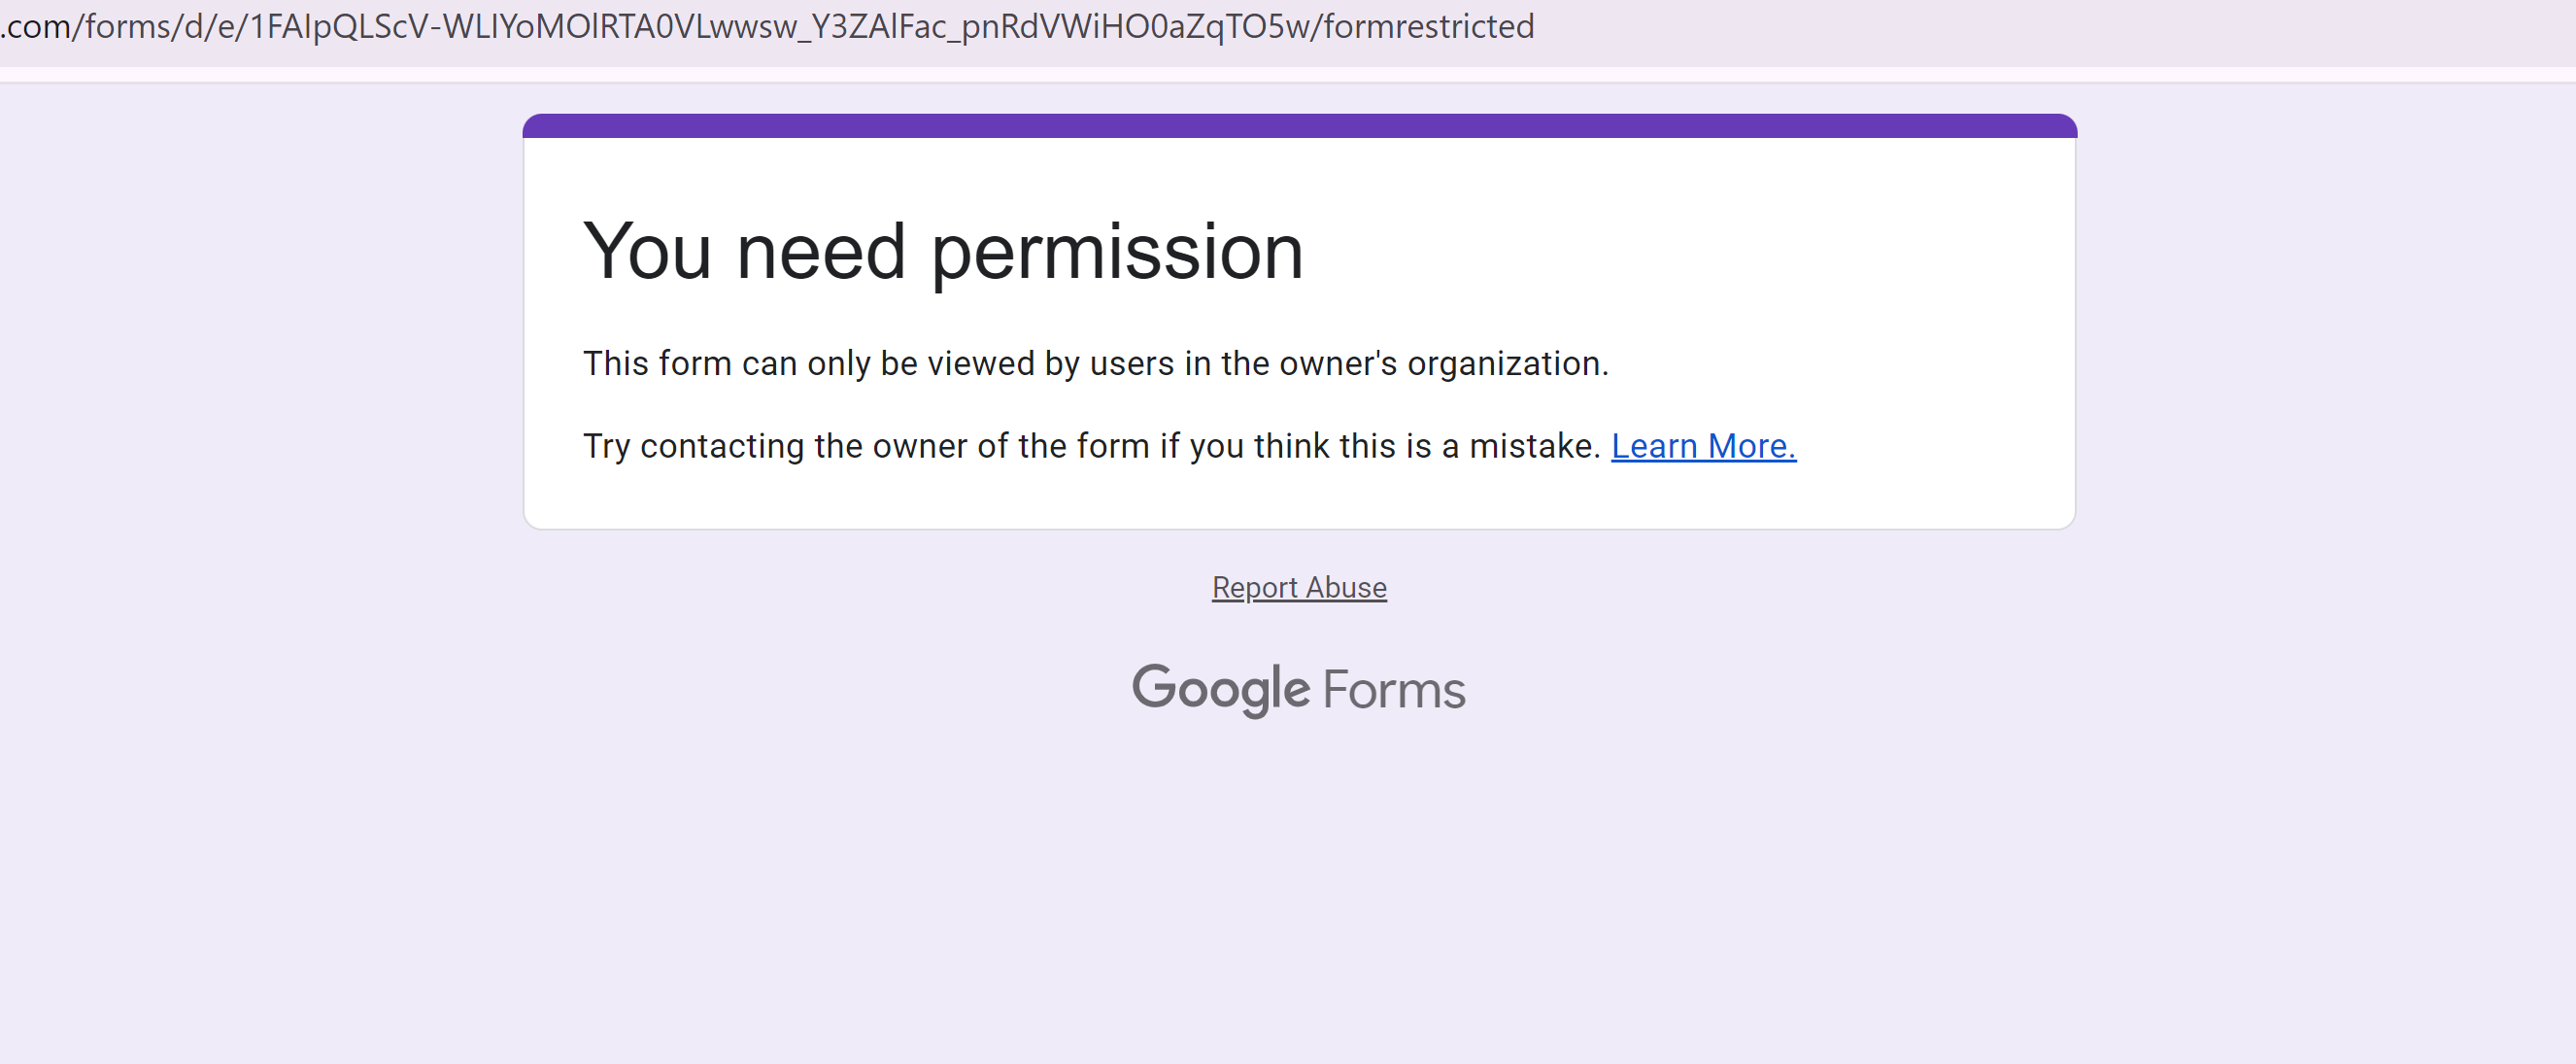 .com/forms/d/e/1FAIpQLScV-WLIYoMOlRTA0VLwwsw_Y3ZAlFac_pnRdVWiHO0aZqTO5w/formrestricted
You need permission
This form can only be viewed by users in the owner's organization.
Try contacting the owner of the form if you think this is a mistake. Learn More.
Report Abuse
Google Forms